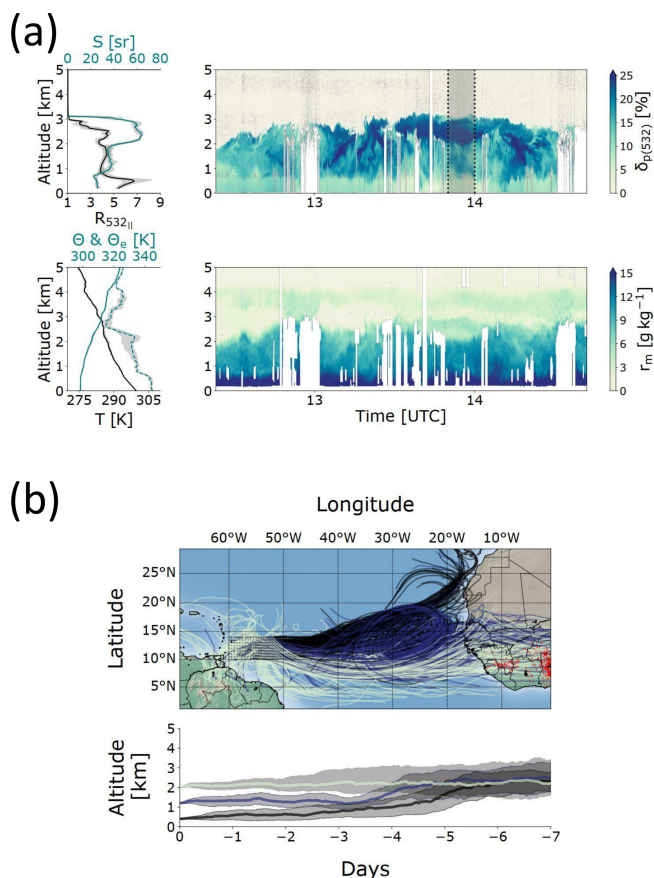 (a)
S [sr]
0 20 40 60 80
Altitude [km]
5
4
3
2
1
0
1 3 5 7 9
R532||
5
4
3
2
1
0
13 14
25
20
15
10
5
0
δp(532) [%]
Θ & Θe [K]
300 320 340
Altitude [km]
5
4
3
2
1
0
275 290 305
T [K]
5
4
3
2
1
0
13 14
Time [UTC]
15
12
9
6
3
0
rm [g kg−1]
(b)
Longitude
60°W 50°W 40°W 30°W 20°W 10°W
Latitude
25°N
20°N
15°N
10°N
5°N
Altitude
[km]
5
4
3
2
1
0
0 −1 −2 −3 −4 −5 −6 −7
Days